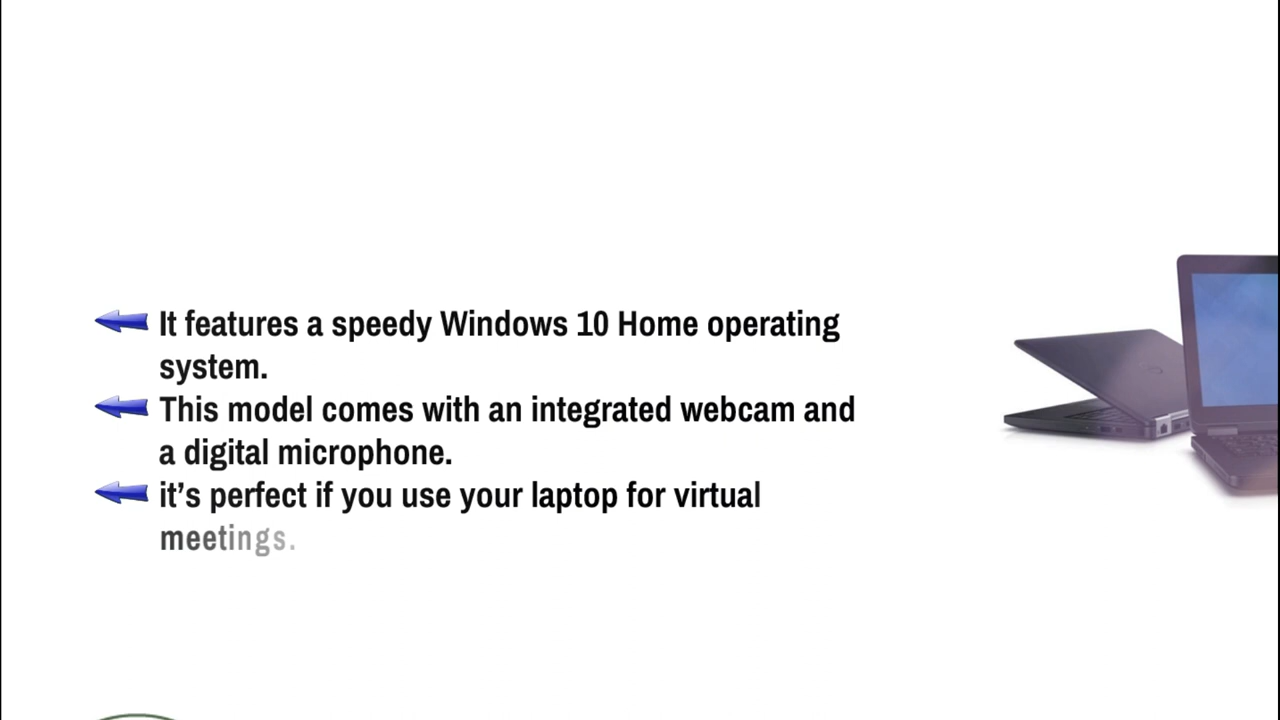 It features a speedy Windows 10 Home operating
system.
This model comes with an integrated webcam and
a digital microphone.
it’s perfect if you use your laptop for virtual
meetings.